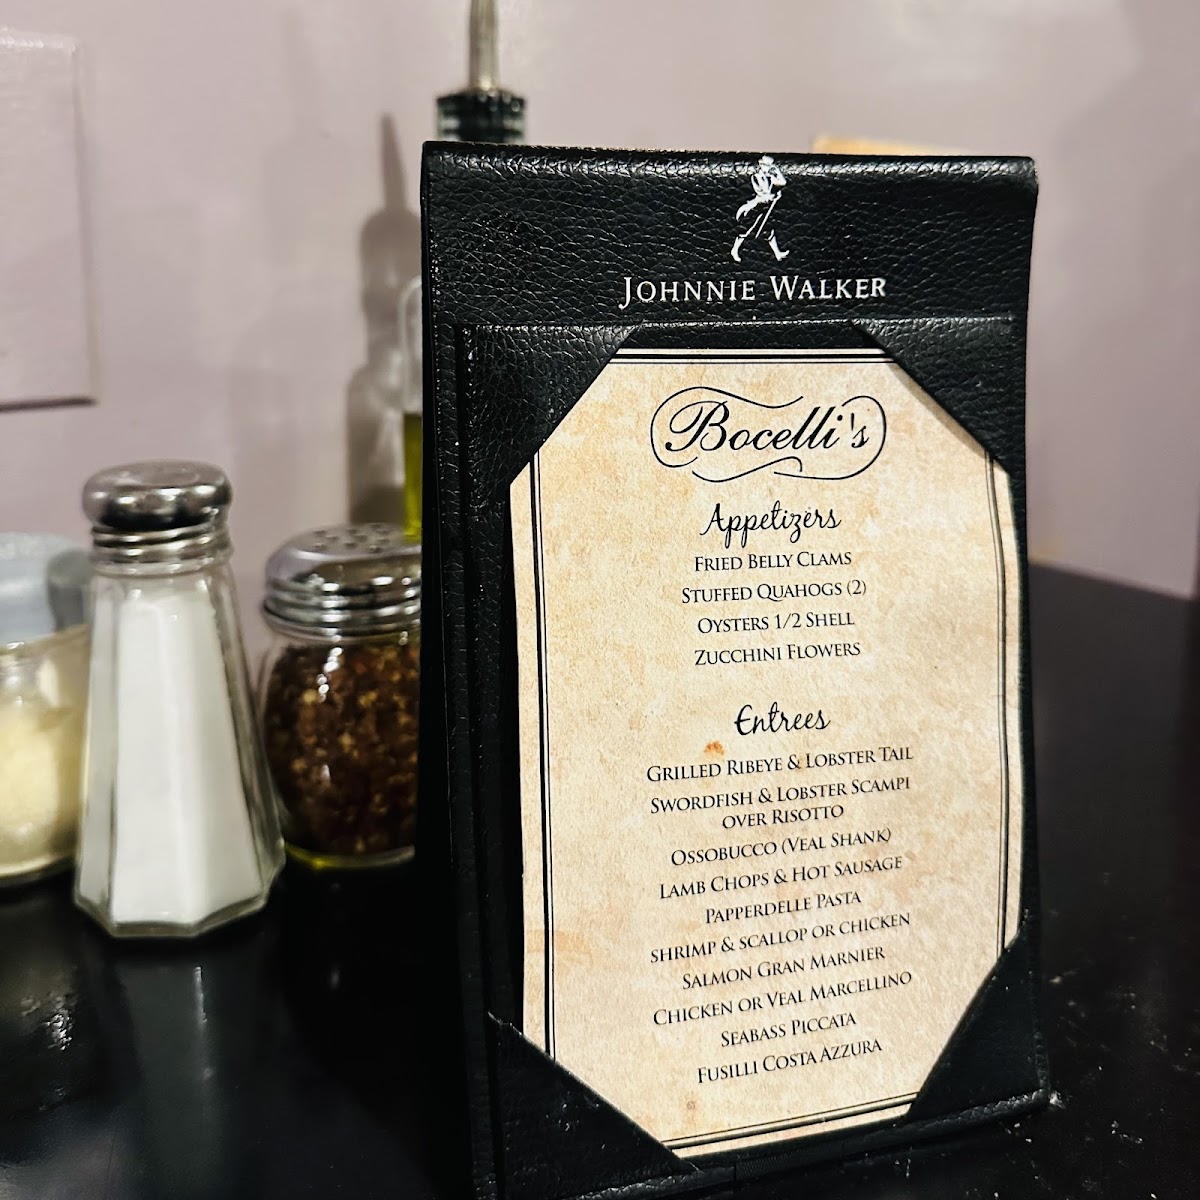 JOHNNIE WALKER
Bocelli's
Appetizers
FRIED BELLY CLAMS
STUFFED QUAHOGS (2)
OYSTERS 1/2 SHELL
ZUCCHINI FLOWERS
Entrees
GRILLED RIBEYE & LOBSTER TAIL
SWORDFISH & LOBSTER SCAMPI
OVER RISOTTO
OSSOBUCCO (VEAL SHANK)
LAMB CHOPS & HOT SAUSAGE
PAPPERDELLE PASTA
SHRIMP & SCALLOP OR CHICKEN
SALMON GRAN MARNIER
CHICKEN OR VEAL MARCELLINO
SEABASS PICCATA
FUSILLI COSTA AZZURA